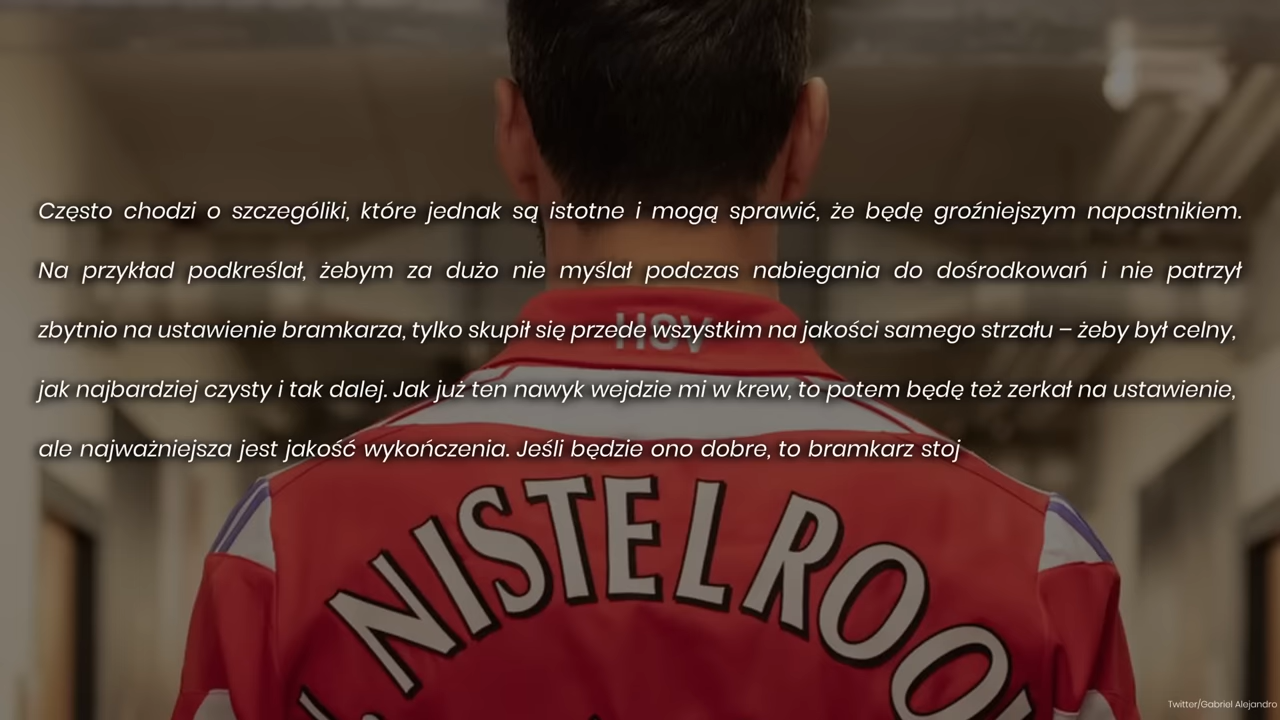 Często chodzi o szczególiki, które jednak są istotne i mogą sprawić, że będę groźniejszym napastnikiem.
Na przykład podkreślał, żebym za dużo nie myślał podczas nabiegania do dośrodkowań i nie patrzył
zbytnio na ustawienie bramkarza, tylko skupił się przede wszystkim na jakości samego strzału – żeby był celny,
jak najbardziej czysty i tak dalej. Jak już ten nawyk wejdzie mi w krew, to potem będę też zerkał na ustawienie,
ale najważniejsza jest jakość wykończenia. Jeśli będzie ono dobre, to bramkarz stoj
HSV
NISTELROOY
Twitter/Gabriel Alejandro